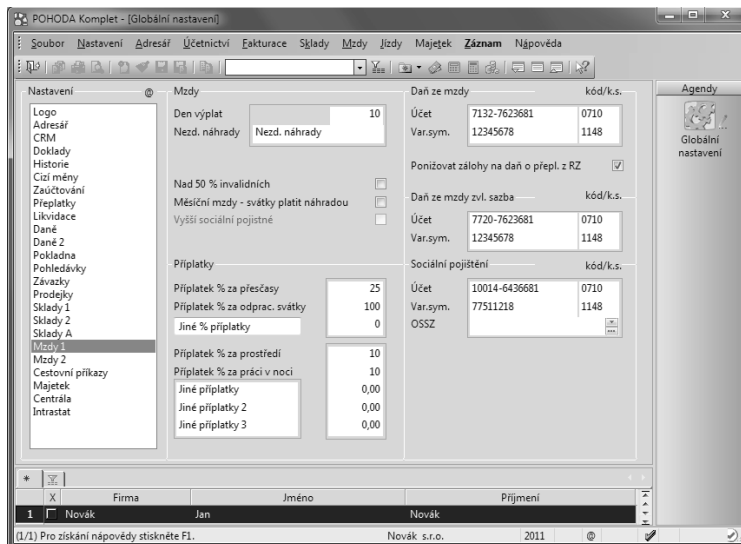 POHODA Komplet - [Globální nastavení]
Soubor Nastavení Adresář Účetnictví Fakturace Sklady Mzdy Jízdy Majetek Záznam Nápověda
Nastavení @
Logo
Adresář
CRM
Doklady
Historie
Cizí měny
Zaúčtování
Přeplatky
Likvidace
Daně
Daně 2
Pokladna
Pohledávky
Závazky
Prodejky
Sklady 1
Sklady 2
Sklady A
Mzdy 1
Mzdy 2
Cestovní příkazy
Majetek
Centrála
Intrastat
Mzdy
Den výplat 10
Nezd. náhrady Nezd. náhrady
Nad 50 % invalidních
Měsíční mzdy - svátky platit náhradou
Vyšší sociální pojistné
Příplatky
Příplatek % za přesčasy 25
Příplatek % za odprac. svátky 100
Jiné % příplatky 0
Příplatek % za prostředí 10
Příplatek % za práci v noci 10
Jiné příplatky 0,00
Jiné příplatky 2 0,00
Jiné příplatky 3 0,00
Daň ze mzdy kód/k.s.
Účet 7132-7623681 0710
Var.sym. 12345678 1148
Ponižovat zálohy na daň o přepl. z RZ
Daň ze mzdy zvl. sazba kód/k.s.
Účet 7720-7623681 0710
Var.sym. 12345678 1148
Sociální pojištění kód/k.s.
Účet 10014-6436681 0710
Var.sym. 77511218 1148
OSSZ
Agendy
Globální
nastavení
*
X Firma Jméno Příjmení
1 Novák Jan Novák
(1/1) Pro získání nápovědy stiskněte F1. Novák s.r.o. 2011 @